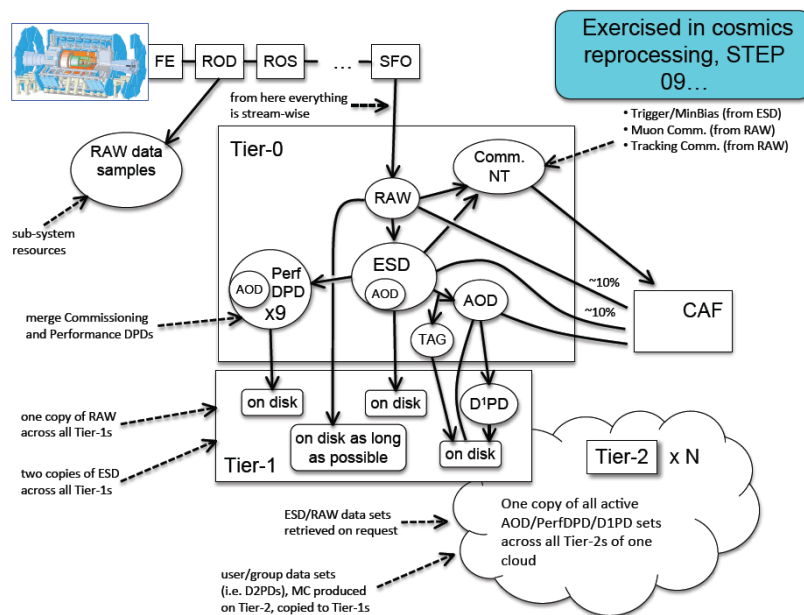 FE
ROD
ROS
...
SFO
Exercised in cosmics
reprocessing, STEP
09...
from here everything
is stream-wise
• Trigger/MinBias (from ESD)
• Muon Comm. (from RAW)
• Tracking Comm. (from RAW)
RAW data
samples
Tier-0
Comm.
NT
RAW
sub-system
resources
ESD
AOD
Perf
DPD
x9
AOD
AOD
~10%
~10%
CAF
TAG
merge Commissioning
and Performance DPDs
on disk
on disk
D¹PD
one copy of RAW
across all Tier-1s
on disk as long
as possible
on disk
Tier-1
two copies of ESD
across all Tier-1s
Tier-2 x N
ESD/RAW data sets
retrieved on request
One copy of all active
AOD/PerfDPD/D1PD sets
across all Tier-2s of one
cloud
user/group data sets
(i.e. D2PDs), MC produced
on Tier-2, copied to Tier-1s